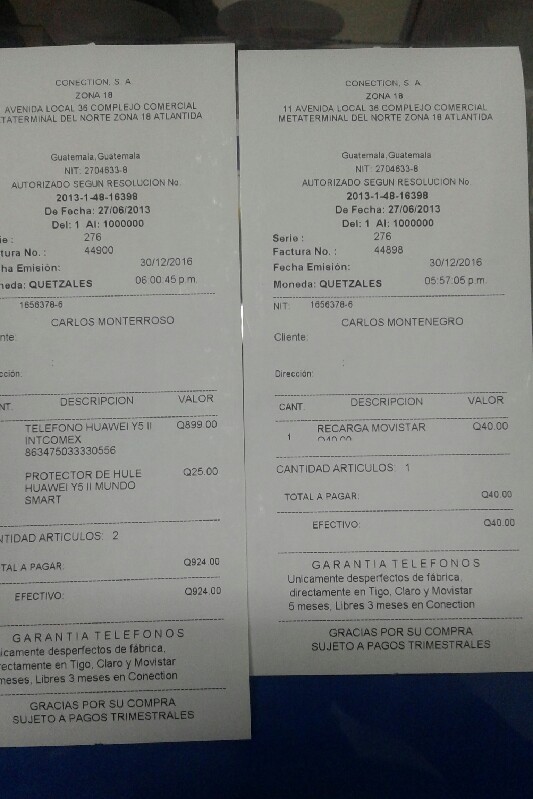 CONECTION, S. A.
ZONA 18
AVENIDA LOCAL 36 COMPLEJO COMERCIAL
METATERMINAL DEL NORTE ZONA 18 ATLANTIDA
Guatemala, Guatemala
NIT: 2704633-8
AUTORIZADO SEGUN RESOLUCION No.
2013-1-48-16398
De Fecha: 27/06/2013
Del: 1 Al: 1000000
ie : 276
tura No. : 44900
ha Emisión: 30/12/2016
neda: QUETZALES 06:00:45 p.m.
1656378-6
CARLOS MONTERROSO
nte:
cción:
NT. DESCRIPCION VALOR
TELEFONO HUAWEI Y5 II Q899.00
INTCOMEX
863475033330556
PROTECTOR DE HULE Q25.00
HUAWEI Y5 II MUNDO
SMART
NTIDAD ARTICULOS: 2
TAL A PAGAR: Q924.00
EFECTIVO: Q924.00
GARANTIA TELEFONOS
icamente desperfectos de fábrica,
rectamente en Tigo, Claro y Movistar
meses, Libres 3 meses en Conection
GRACIAS POR SU COMPRA
SUJETO A PAGOS TRIMESTRALES
CONECTION, S. A.
ZONA 18
11 AVENIDA LOCAL 36 COMPLEJO COMERCIAL
METATERMINAL DEL NORTE ZONA 18 ATLANTIDA
Guatemala, Guatemala
NIT: 2704633-8
AUTORIZADO SEGUN RESOLUCION No.
2013-1-48-16398
De Fecha: 27/06/2013
Del: 1 Al: 1000000
Serie : 276
Factura No. : 44898
Fecha Emisión: 30/12/2016
Moneda: QUETZALES 05:57:05 p.m.
NIT: 1656378-6
CARLOS MONTENEGRO
Cliente:
Dirección:
CANT. DESCRIPCION VALOR
1 RECARGA MOVISTAR Q40.00
Q40.00
CANTIDAD ARTICULOS: 1
TOTAL A PAGAR: Q40.00
EFECTIVO: Q40.00
GARANTIA TELEFONOS
Unicamente desperfectos de fábrica,
directamente en Tigo, Claro y Movistar
5 meses, Libres 3 meses en Conection
GRACIAS POR SU COMPRA
SUJETO A PAGOS TRIMESTRALES